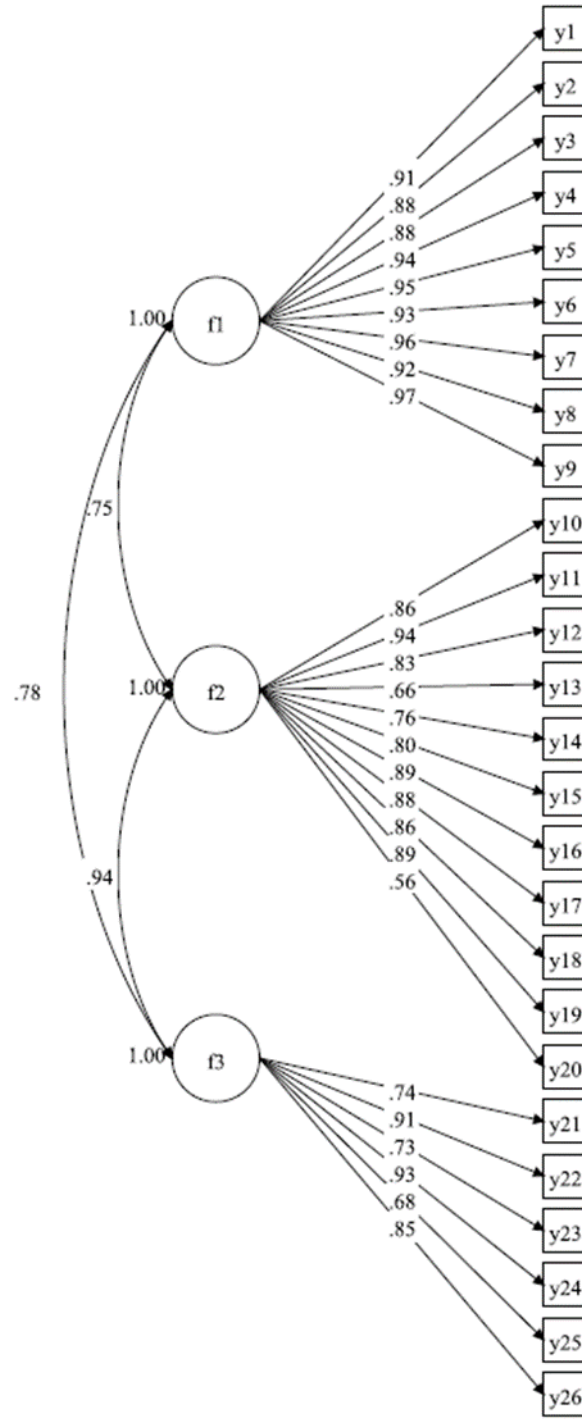 y1
y2
y3
y4
y5
y6
y7
y8
y9
.91
.88
.88
.94
.95
.93
.96
.92
.97
1.00
f1
.75
y10
y11
y12
y13
y14
y15
y16
y17
y18
y19
y20
.86
.94
.83
.66
.76
.80
.89
.88
.86
.89
.56
1.00
f2
.78
.94
1.00
f3
.74
.91
.73
.93
.68
.85
y21
y22
y23
y24
y25
y26